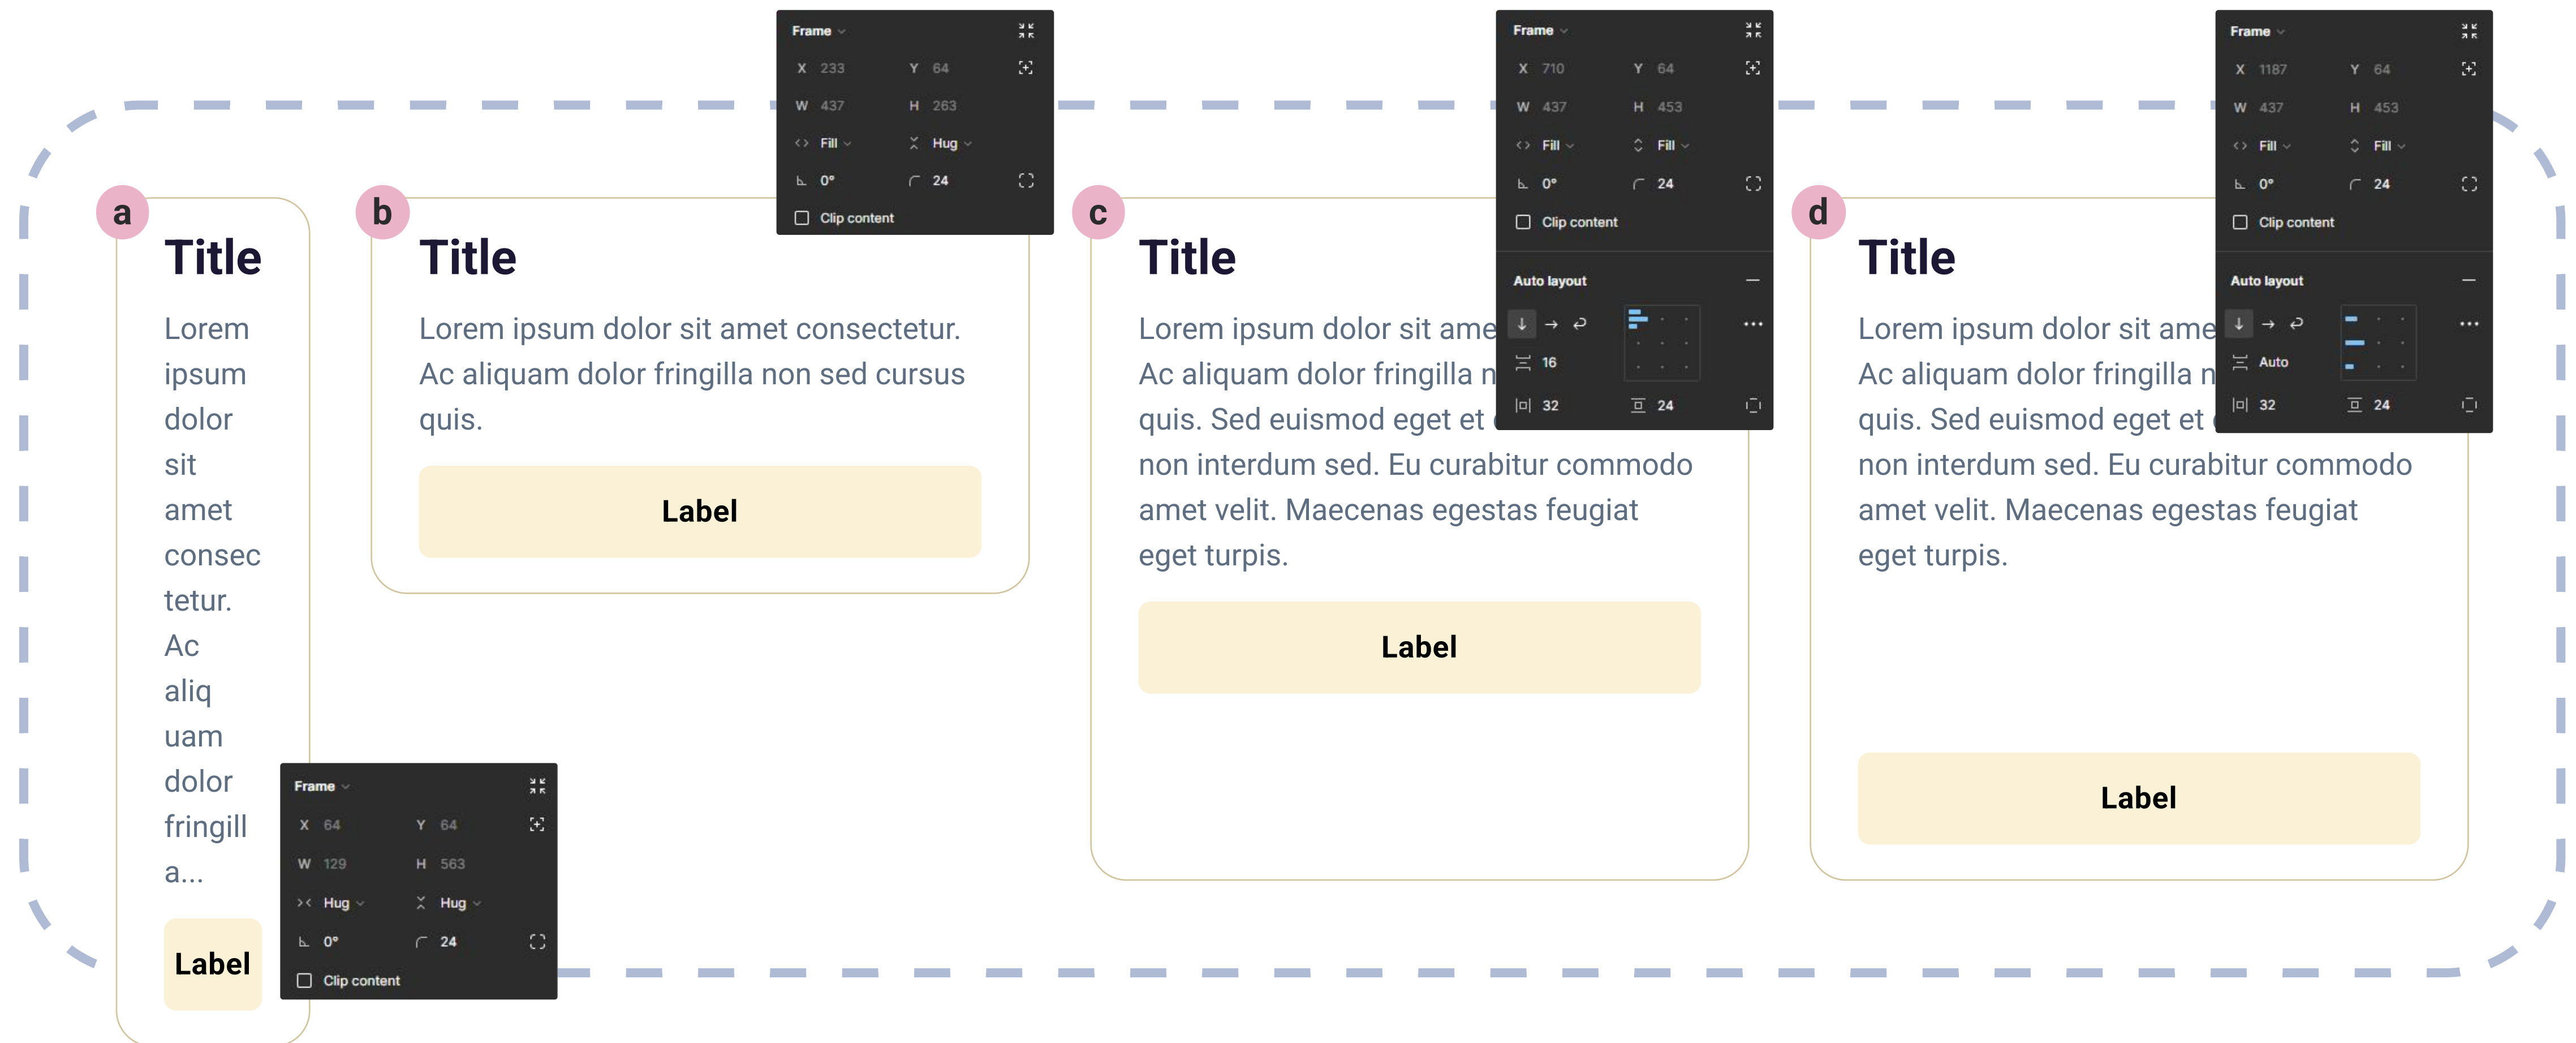 a
Title
Lorem
ipsum
dolor
sit
amet
consec
tetur.
Ac
aliq
uam
dolor
fringill
a...
Label
Frame
X 64 Y 64
W 129 H 563
Hug Hug
0° 24
Clip content
b
Title
Lorem ipsum dolor sit amet consectetur.
Ac aliquam dolor fringilla non sed cursus
quis.
Label
Frame
X 233 Y 64
W 437 H 263
Fill Hug
0° 24
Clip content
c
Title
Lorem ipsum dolor sit ame
Ac aliquam dolor fringilla n
quis. Sed euismod eget et
non interdum sed. Eu curabitur commodo
amet velit. Maecenas egestas feugiat
eget turpis.
Label
Frame
X 710 Y 64
W 437 H 453
Fill Fill
0° 24
Clip content
Auto layout
16
32 24
d
Title
Lorem ipsum dolor sit ame
Ac aliquam dolor fringilla n
quis. Sed euismod eget et
non interdum sed. Eu curabitur commodo
amet velit. Maecenas egestas feugiat
eget turpis.
Label
Frame
X 1187 Y 64
W 437 H 453
Fill Fill
0° 24
Clip content
Auto layout
Auto
32 24